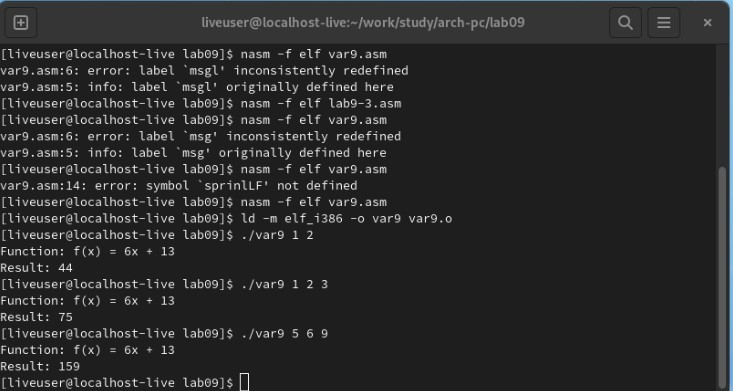 liveuser@localhost-live:~/work/study/arch-pc/lab09
[liveuser@localhost-live lab09]$ nasm -f elf var9.asm
var9.asm:6: error: label `msgl' inconsistently redefined
var9.asm:5: info: label `msgl' originally defined here
[liveuser@localhost-live lab09]$ nasm -f elf lab9-3.asm
[liveuser@localhost-live lab09]$ nasm -f elf var9.asm
var9.asm:6: error: label `msg' inconsistently redefined
var9.asm:5: info: label `msg' originally defined here
[liveuser@localhost-live lab09]$ nasm -f elf var9.asm
var9.asm:14: error: symbol `sprinlLF' not defined
[liveuser@localhost-live lab09]$ nasm -f elf var9.asm
[liveuser@localhost-live lab09]$ ld -m elf_i386 -o var9 var9.o
[liveuser@localhost-live lab09]$ ./var9 1 2
Function: f(x) = 6x + 13
Result: 44
[liveuser@localhost-live lab09]$ ./var9 1 2 3
Function: f(x) = 6x + 13
Result: 75
[liveuser@localhost-live lab09]$ ./var9 5 6 9
Function: f(x) = 6x + 13
Result: 159
[liveuser@localhost-live lab09]$